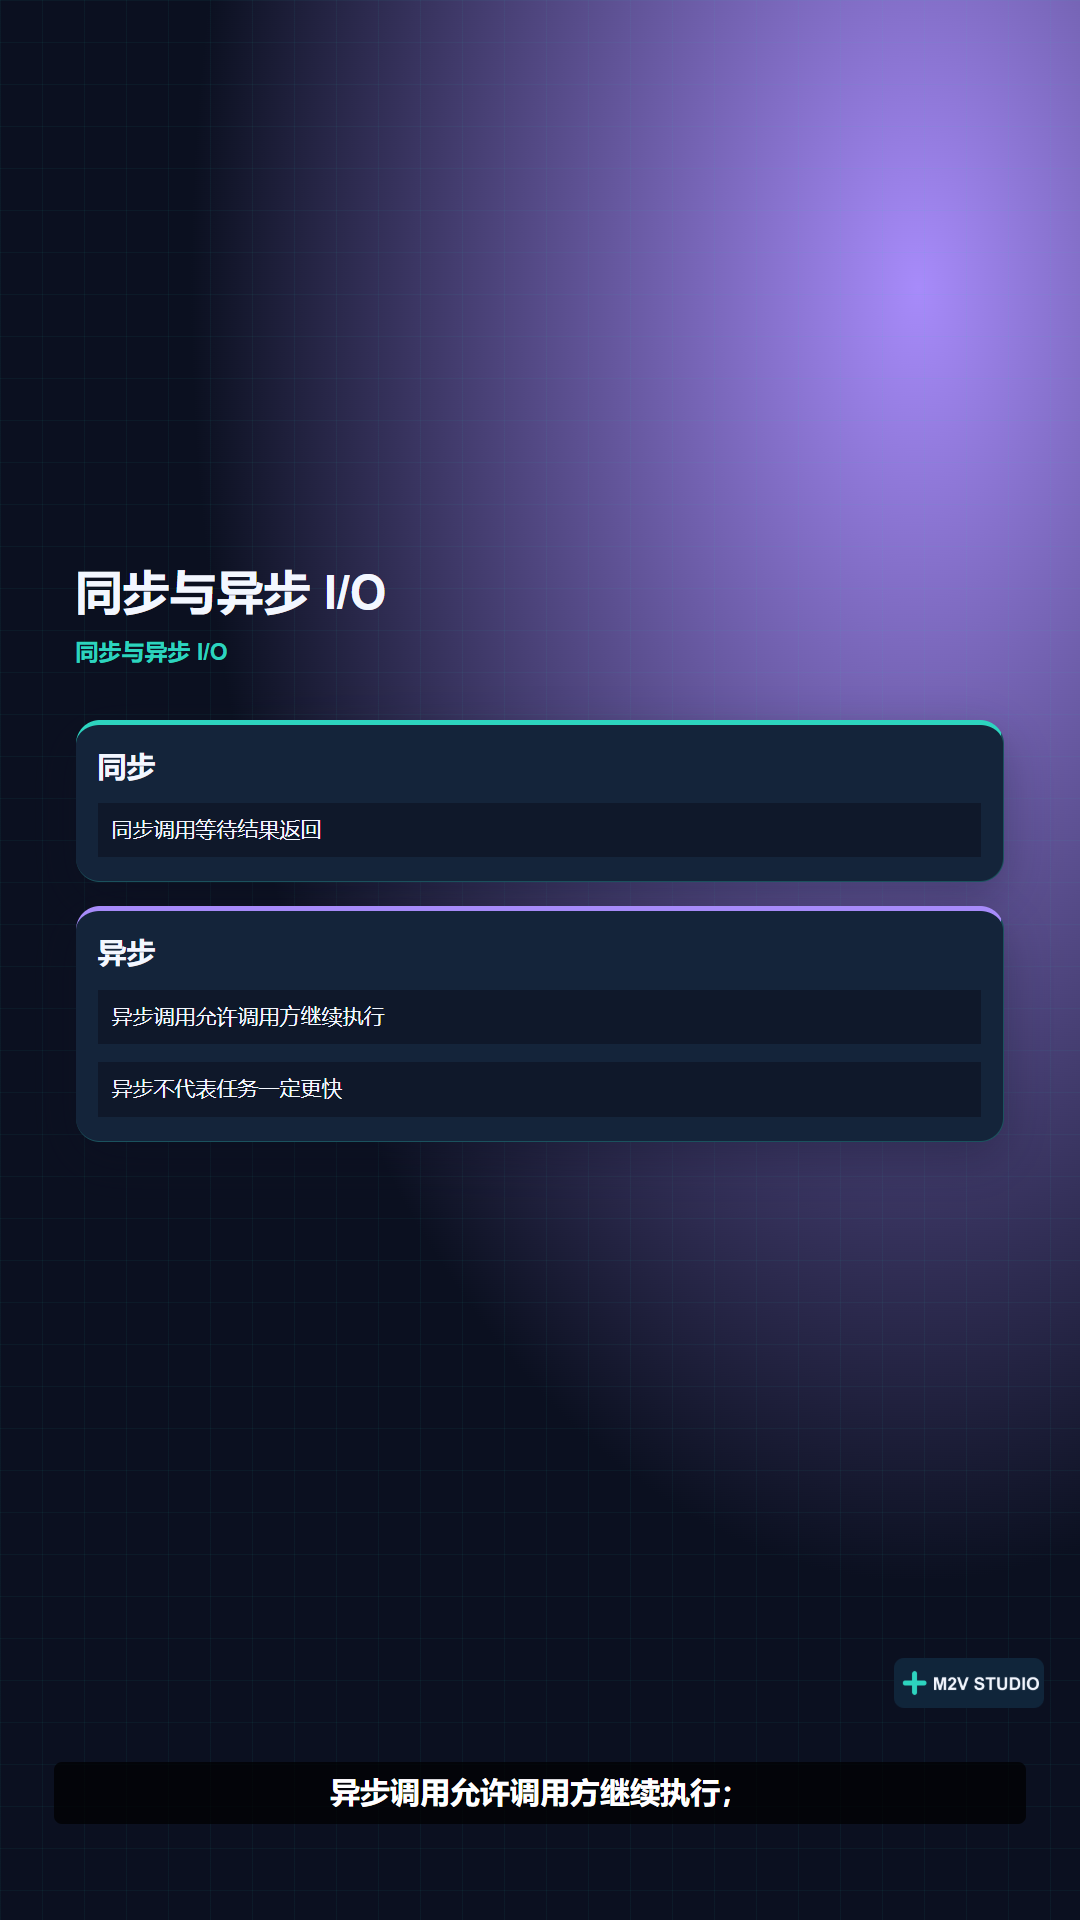 同步与异步 I/O
同步与异步 I/O
同步
同步调用等待结果返回
异步
异步调用允许调用方继续执行
异步不代表任务一定更快
M2V STUDIO
异步调用允许调用方继续执行；